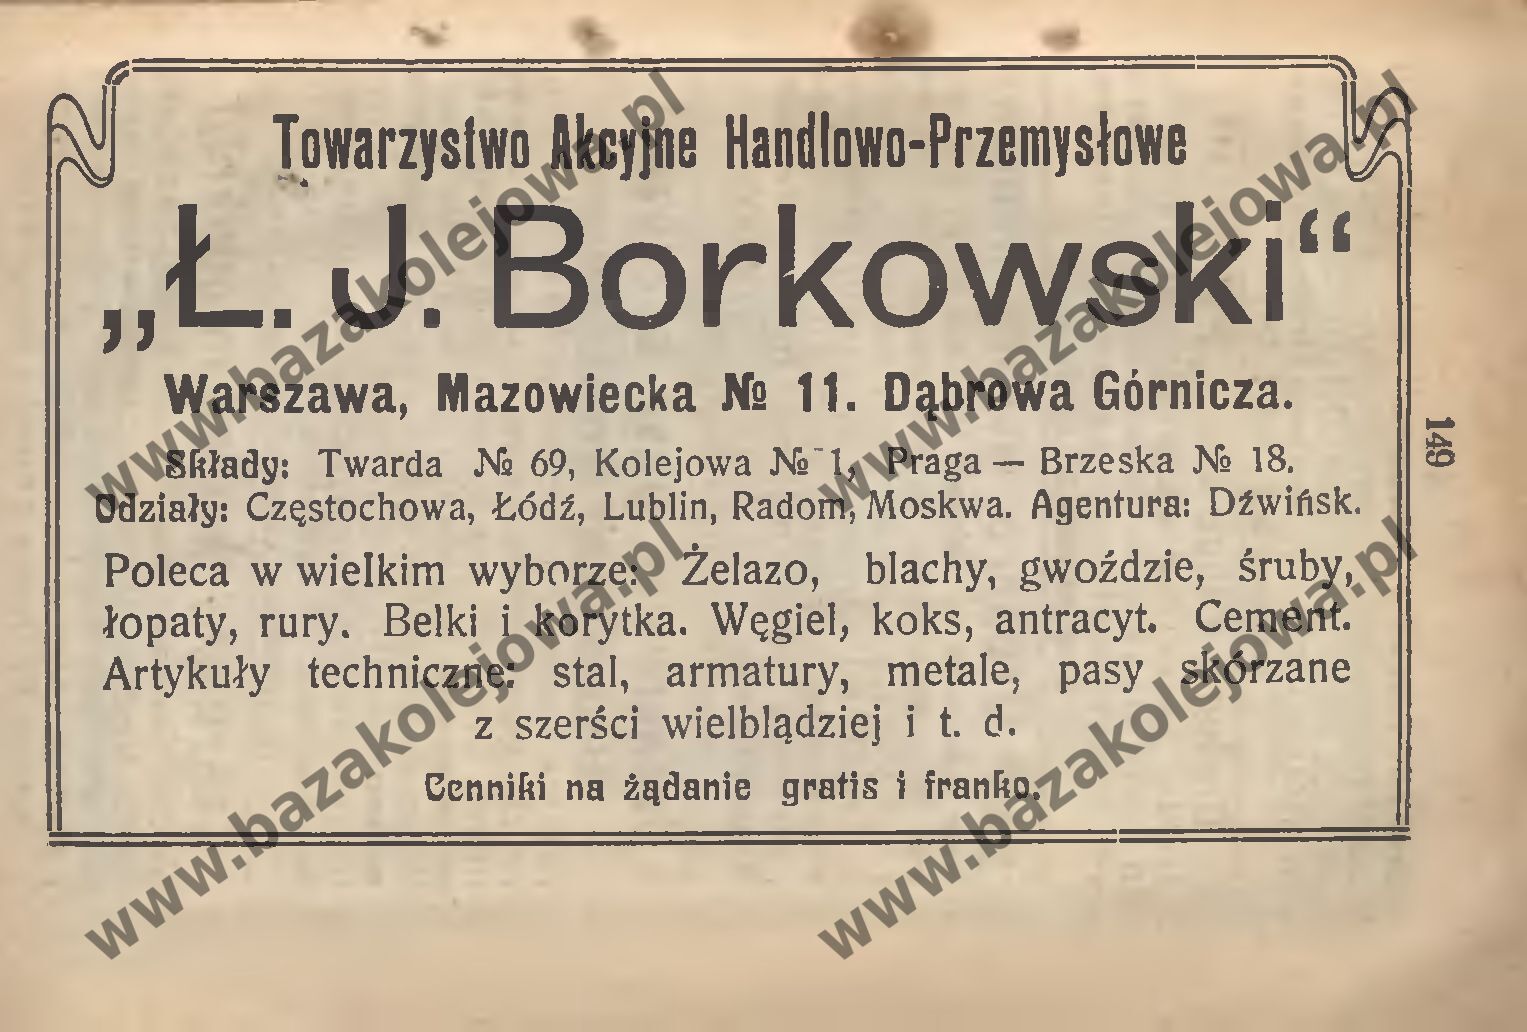 Towarzystwo Akcyjne Handlowo-Przemysłowe
„Ł. J. Borkowski“
Warszawa, Mazowiecka № 11. Dąbrowa Górnicza.
Składy: Twarda № 69, Kolejowa № 1, Praga — Brzeska № 18.
Odziały: Częstochowa, Łódź, Lublin, Radom, Moskwa. Agentura: Dźwińsk.
Poleca w wielkim wyborze: Żelazo, blachy, gwoździe, śruby,
łopaty, rury. Belki i korytka. Węgiel, koks, antracyt. Cement.
Artykuły techniczne: stal, armatury, metale, pasy skórzane
z szerści wielblądziej i t. d.
Cenniki na żądanie gratis i franko.
149
www.bazakolejowa.pl
www.bazakolejowa.pl
www.bazakolejowa.pl
www.bazakolejowa.pl